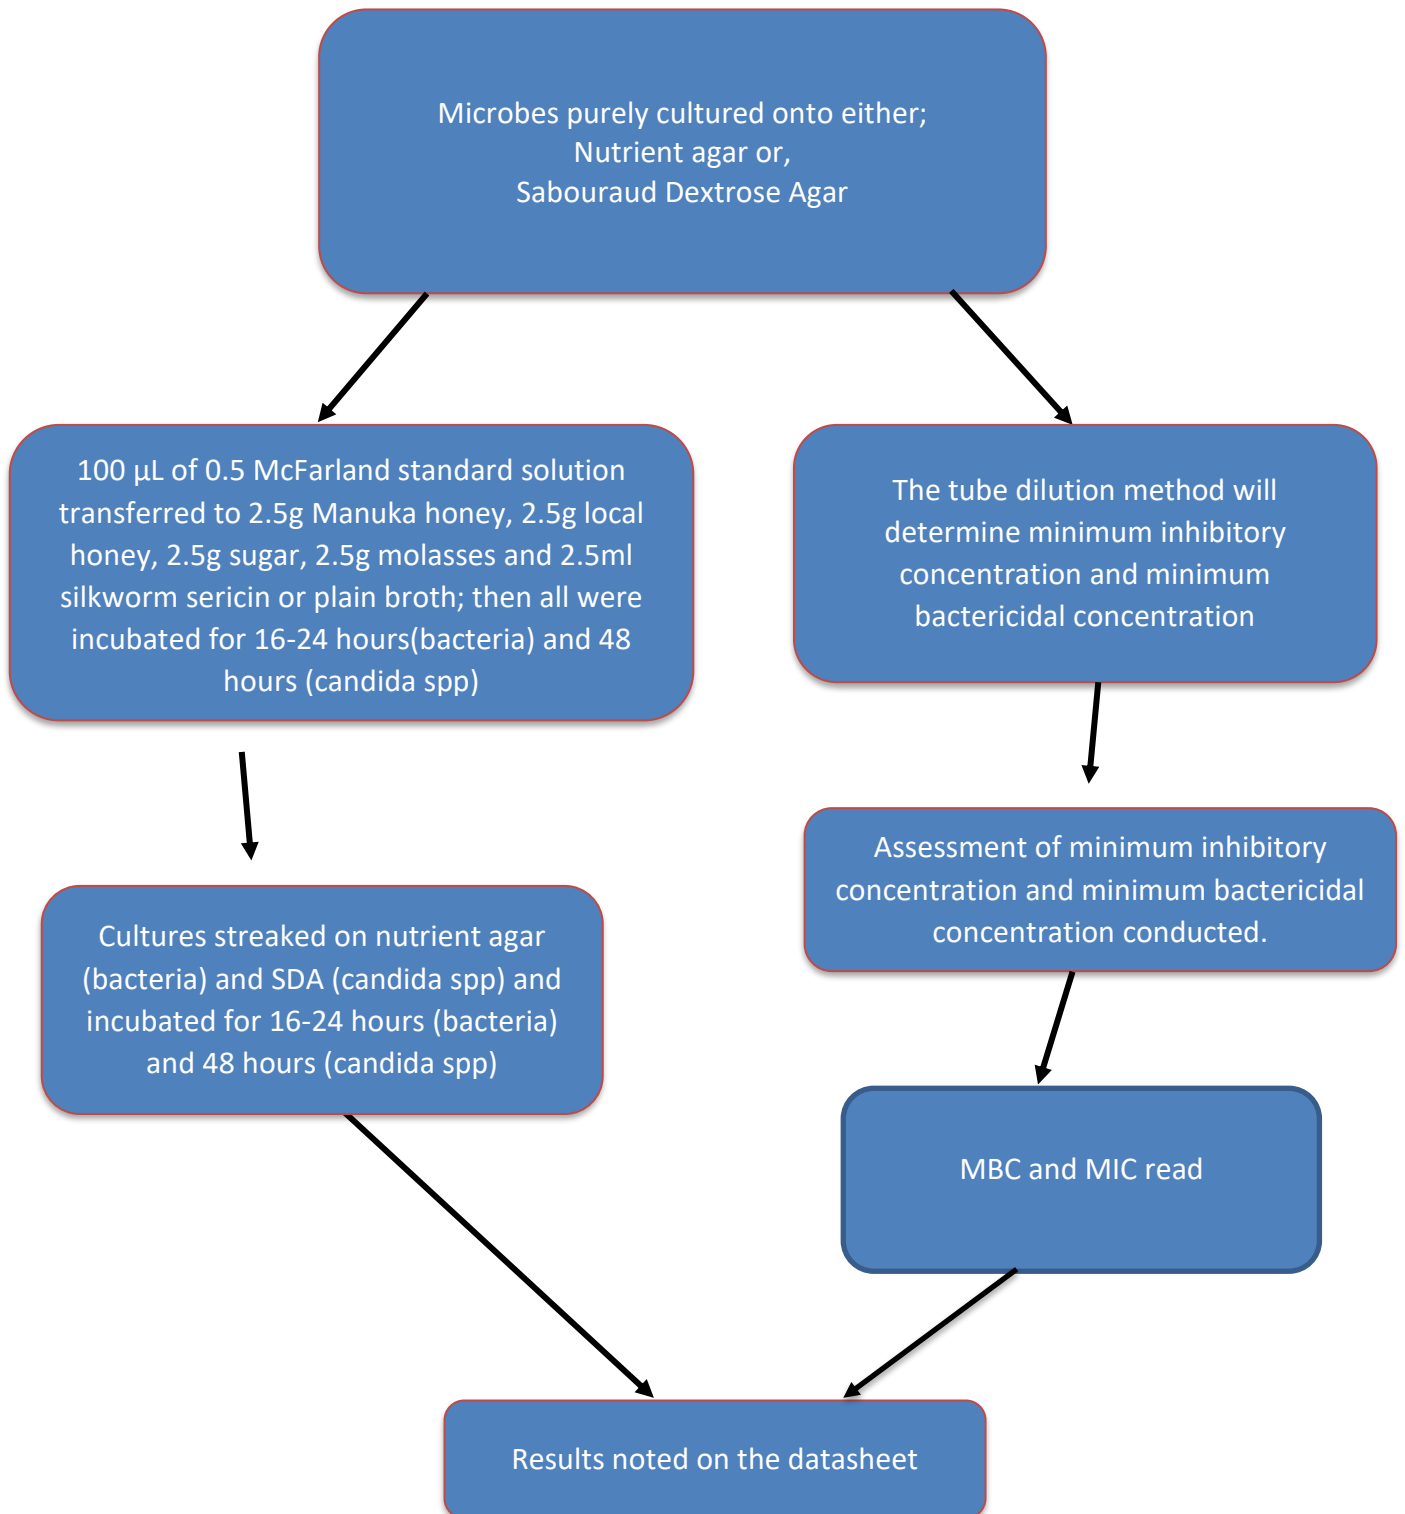 Microbes purely cultured onto either;
Nutrient agar or,
Sabouraud Dextrose Agar
100 µL of 0.5 McFarland standard solution
transferred to 2.5g Manuka honey, 2.5g local
honey, 2.5g sugar, 2.5g molasses and 2.5ml
silkworm sericin or plain broth; then all were
incubated for 16-24 hours(bacteria) and 48
hours (candida spp)
The tube dilution method will
determine minimum inhibitory
concentration and minimum
bactericidal concentration
Cultures streaked on nutrient agar
(bacteria) and SDA (candida spp) and
incubated for 16-24 hours (bacteria)
and 48 hours (candida spp)
Assessment of minimum inhibitory
concentration and minimum bactericidal
concentration conducted.
MBC and MIC read
Results noted on the datasheet